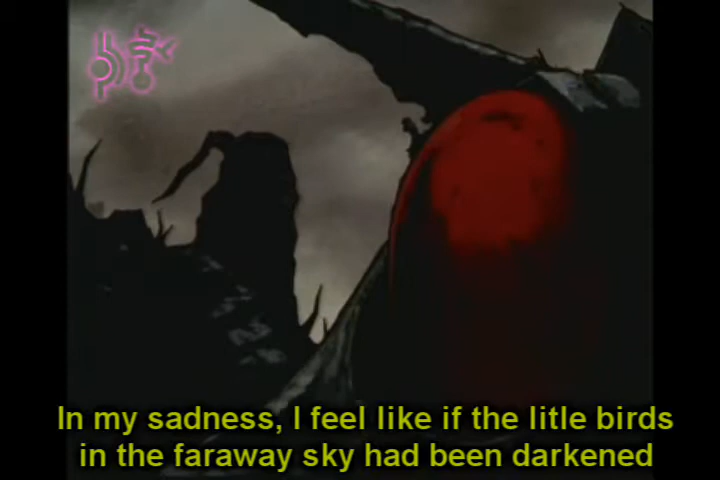 In my sadness, I feel like if the litle birds
in the faraway sky had been darkened